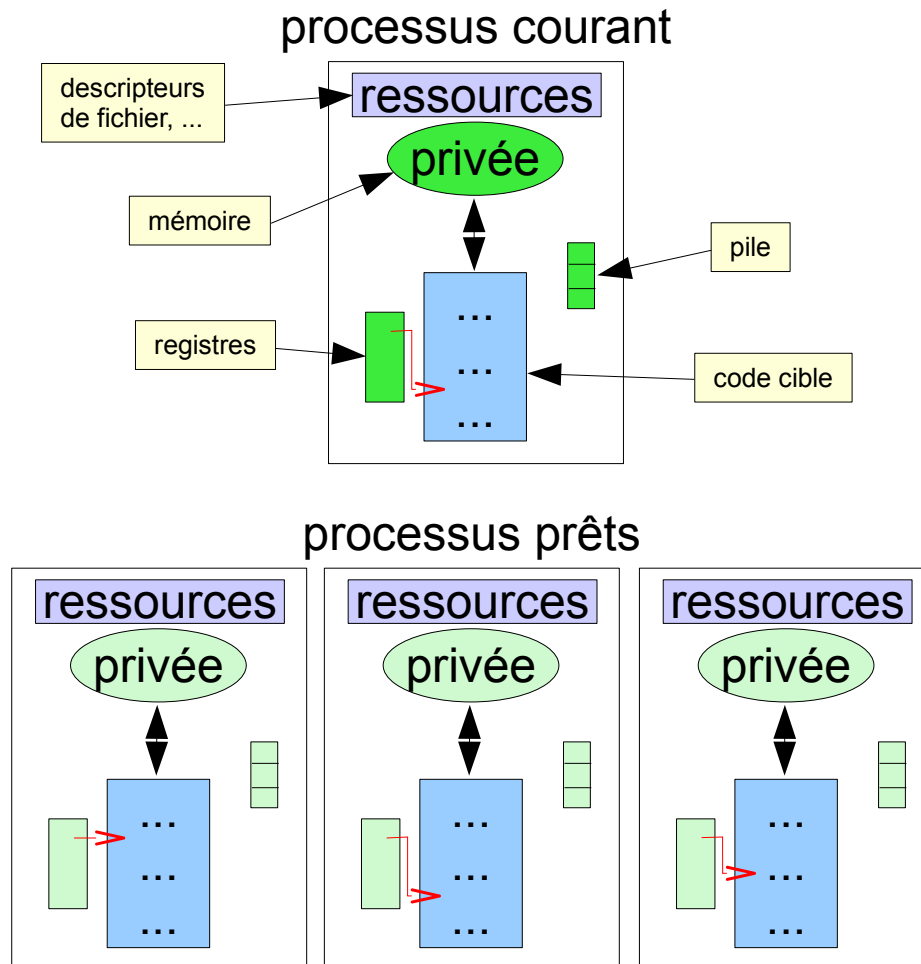 processus courant
descripteurs
de fichier, ...
ressources
privée
mémoire
pile
...
registres
...
code cible
...
processus prêts
ressources
privée
...
...
...
ressources
privée
...
...
...
ressources
privée
...
...
...